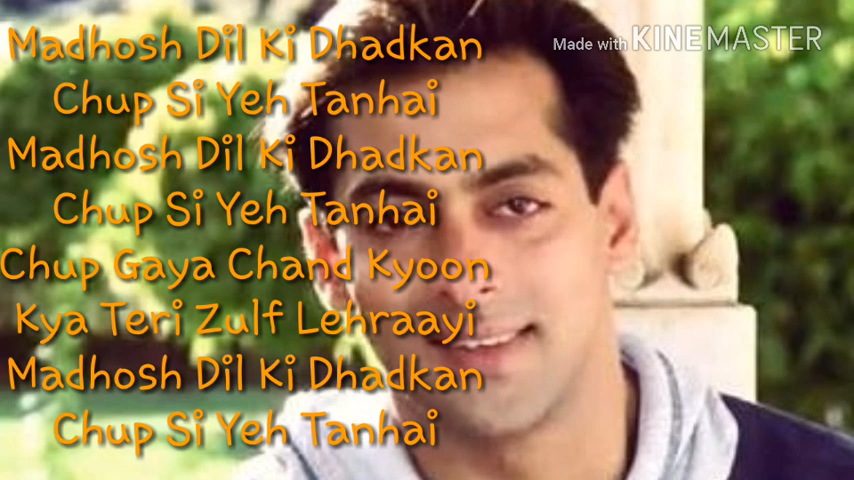 Madhosh Dil Ki Dhadkan
Made with KINEMASTER
Chup Si Yeh Tanhai
Madhosh Dil Ki Dhadkan
Chup Si Yeh Tanhai
Chup Gaya Chand Kyoon
Kya Teri Zulf Lehraayi
Madhosh Dil Ki Dhadkan
Chup Si Yeh Tanhai